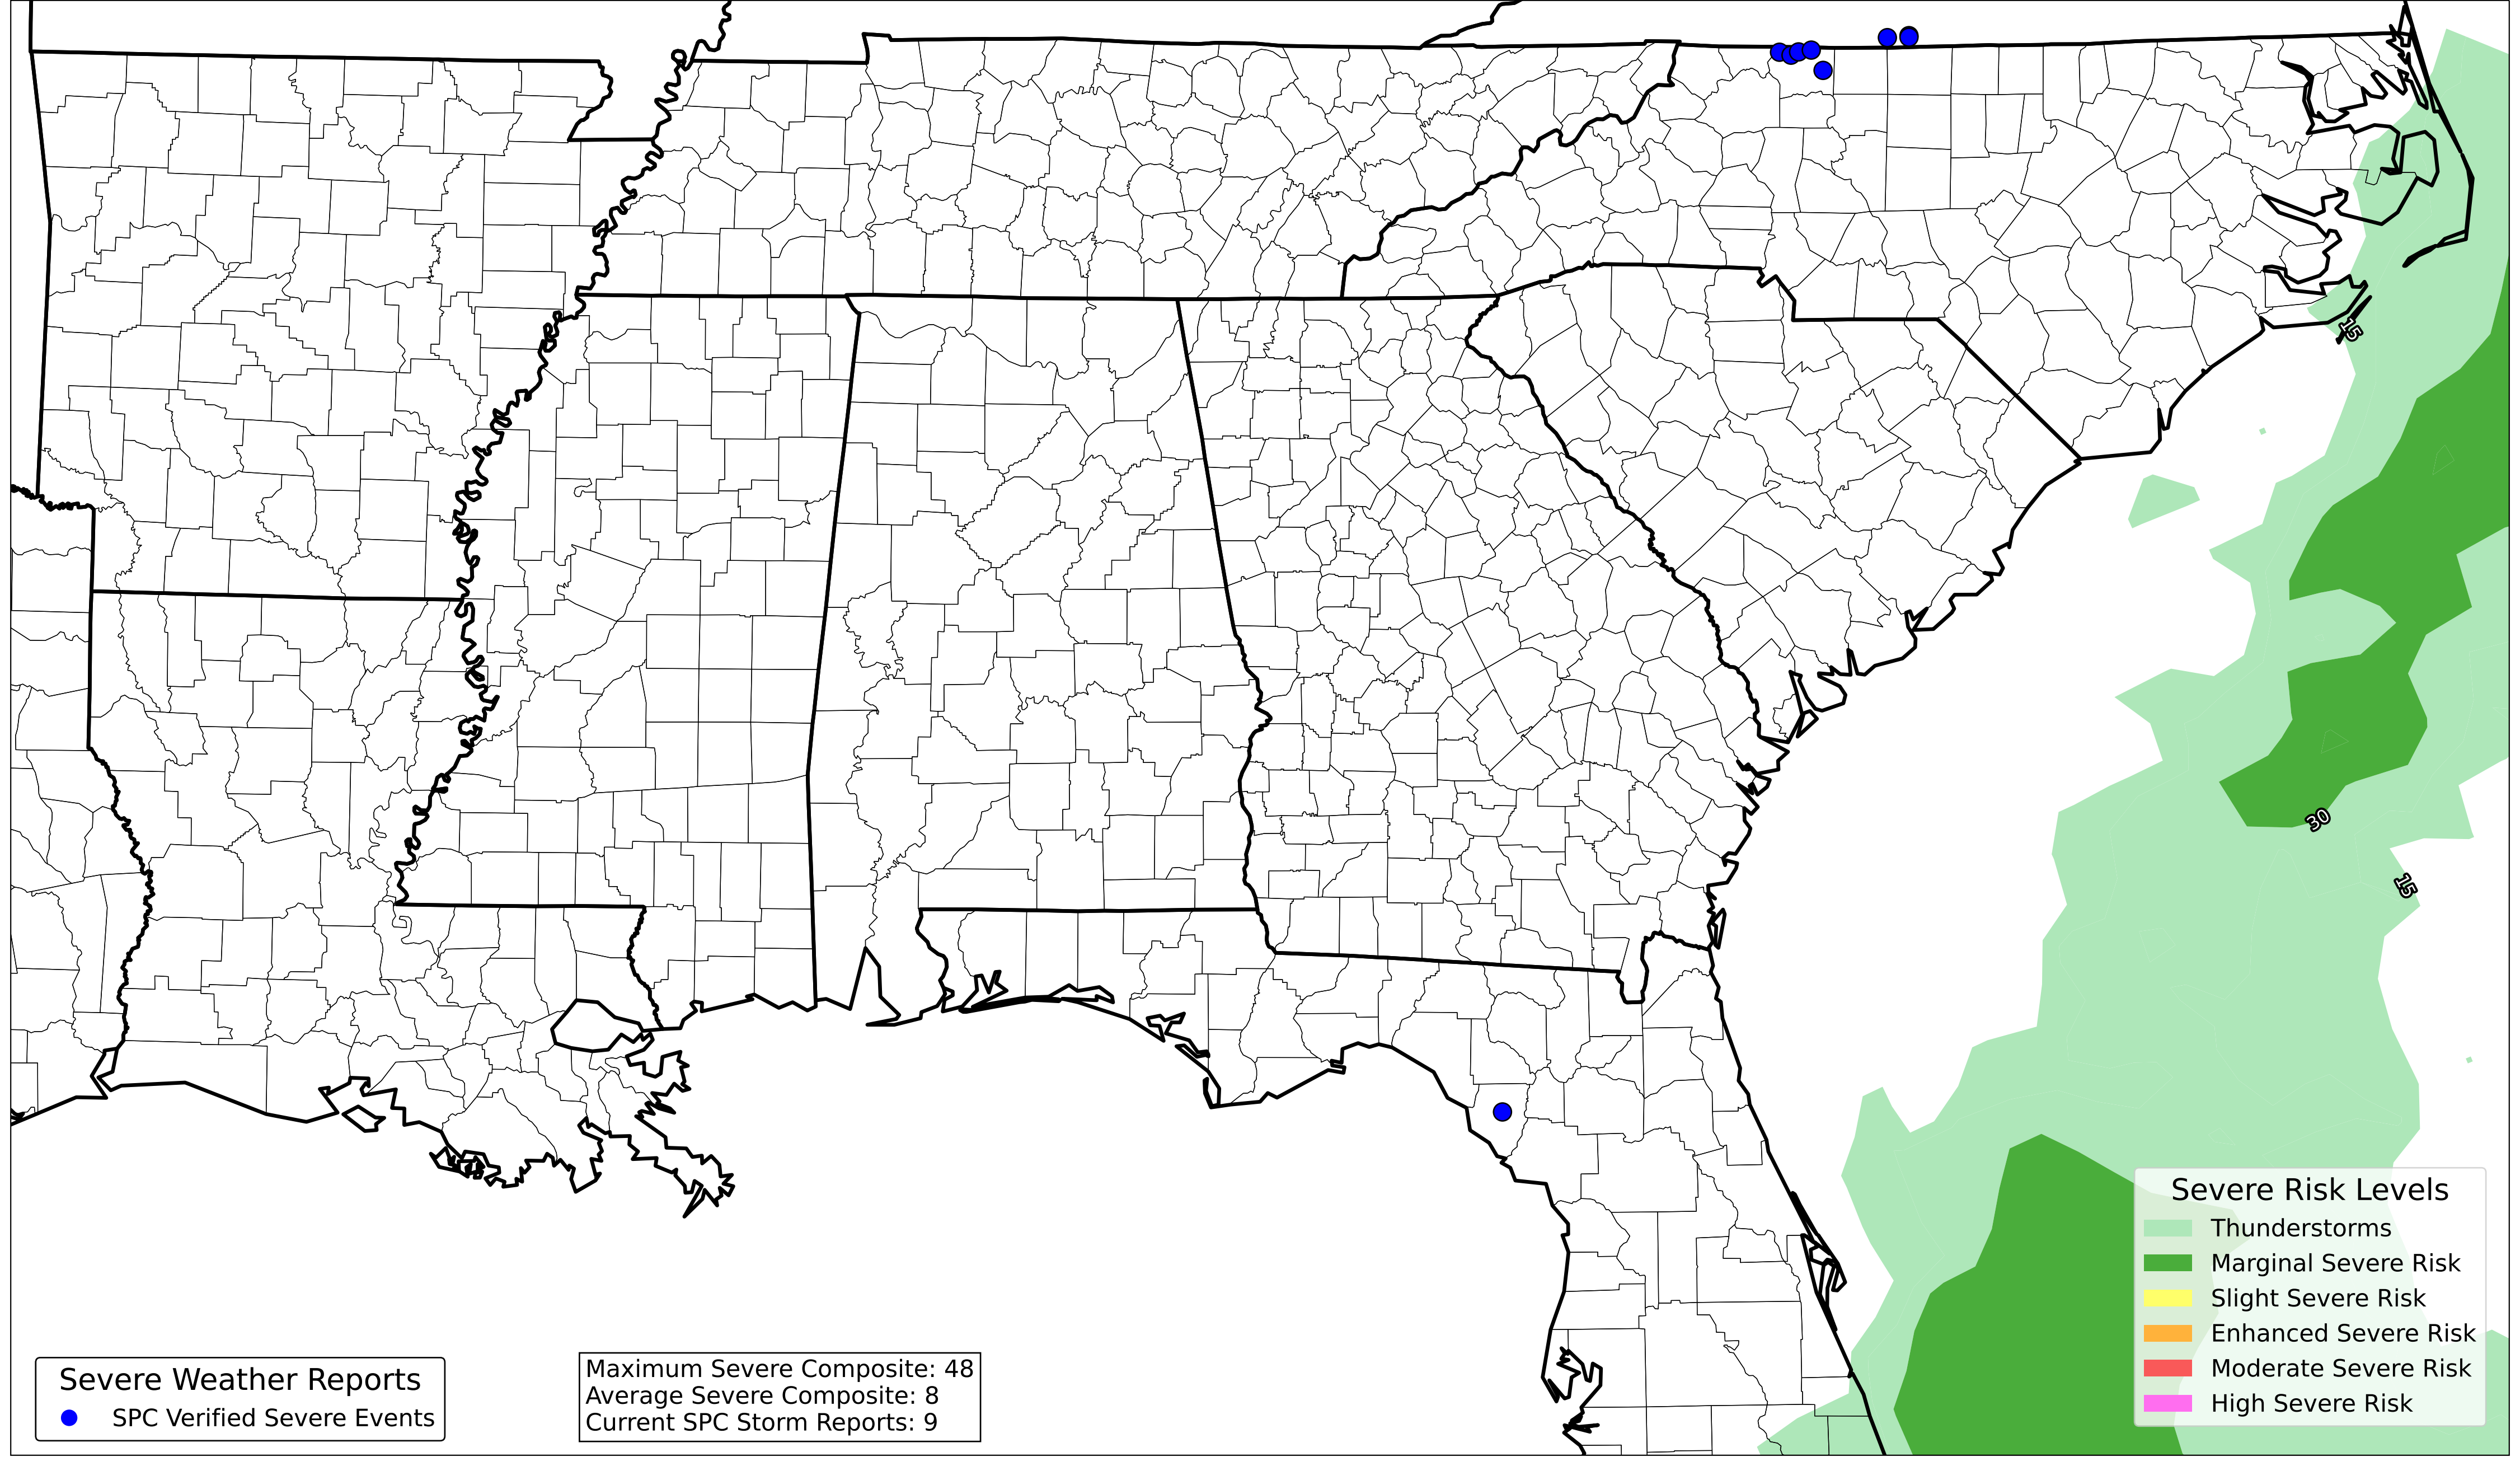 15
30
15
Severe Risk Levels
Thunderstorms
Marginal Severe Risk
Slight Severe Risk
Enhanced Severe Risk
Moderate Severe Risk
High Severe Risk
Severe Weather Reports
SPC Verified Severe Events
Maximum Severe Composite: 48
Average Severe Composite: 8
Current SPC Storm Reports: 9